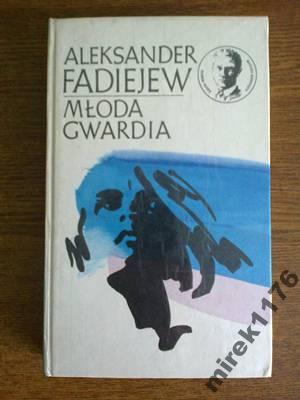 ALEKSANDER
FADIEJEW
MŁODA
GWARDIA
mirek1176